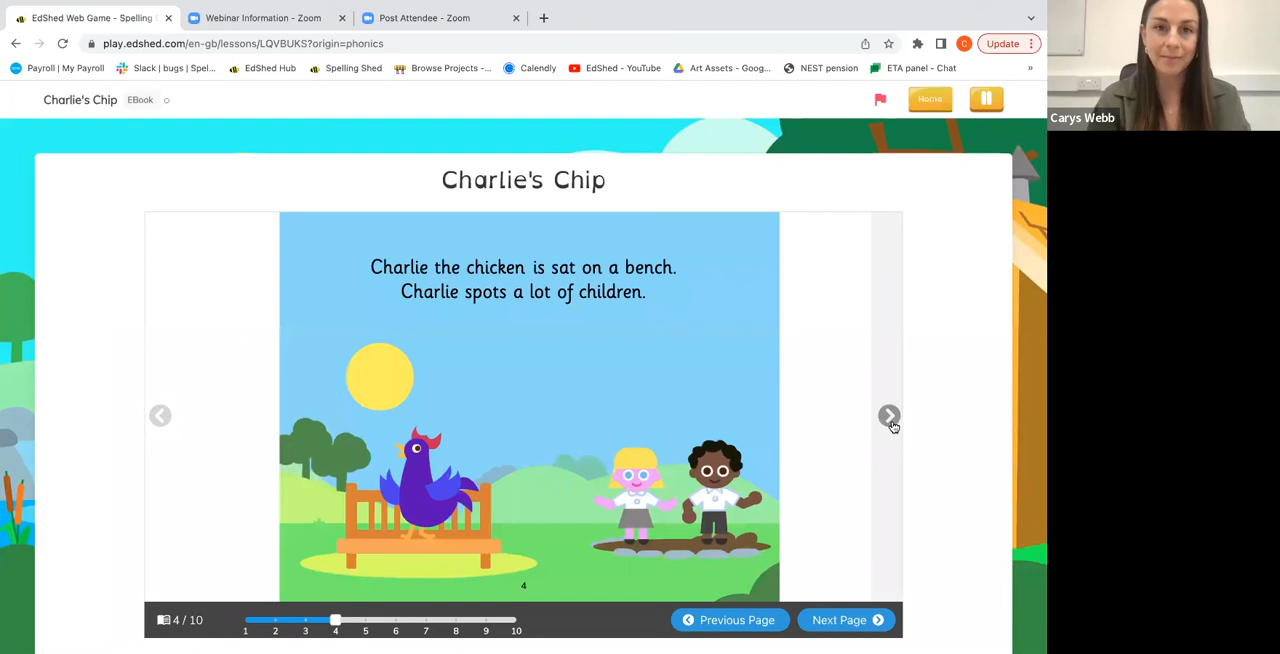 EdShed Web Game - Spelling S
Webinar Information - Zoom
Post Attendee - Zoom
play.edshed.com/en-gb/lessons/LQVBUKS?origin=phonics
C
Update
Payroll | My Payroll
Slack | bugs | Spel...
EdShed Hub
Spelling Shed
Browse Projects -...
Calendly
EdShed - YouTube
Art Assets - Goog...
NEST pension
ETA panel - Chat
»
Charlie's Chip
EBook
Home
Carys Webb
Charlie's Chip
Charlie the chicken is sat on a bench.
Charlie spots a lot of children.
4
4 / 10
1 2 3 4 5 6 7 8 9 10
Previous Page
Next Page